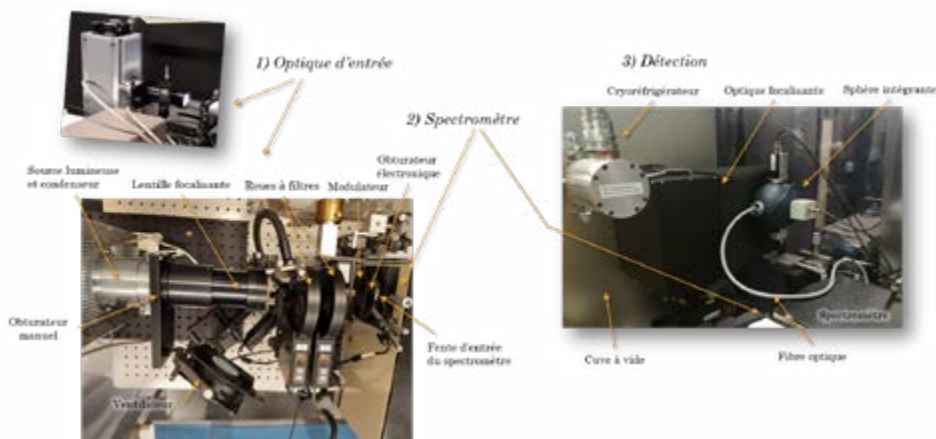 1) Optique d'entrée
3) Détection
Cryoréfrigérateur
Optique focalisante
Sphère intégrante
2) Spectromètre
Obturateur
électronique
Source lumineuse
et condenseur
Lentille focalisante
Roues à filtres
Modulateur
Obturateur
manuel
Ventilateur
Fente d'entrée
du spectromètre
Spectromètre
Cuve à vide
Fibre optique